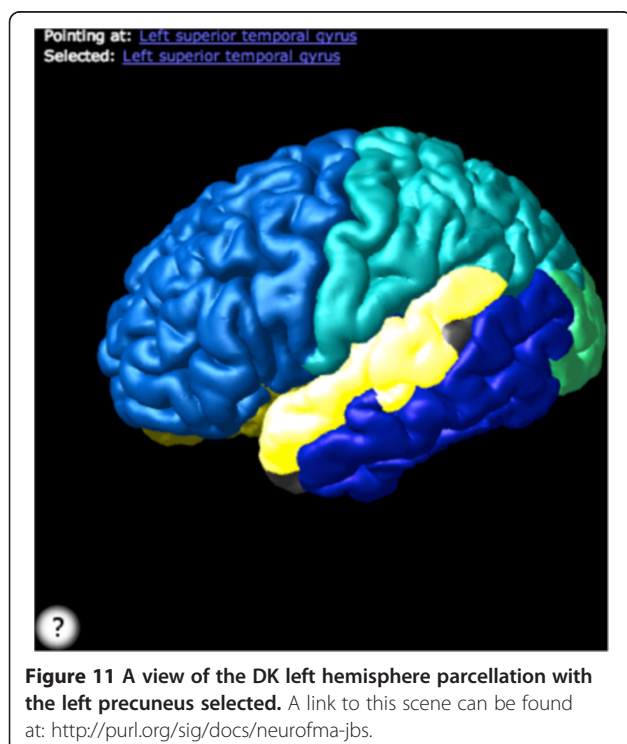 Pointing at: Left superior temporal gyrus
Selected: Left superior temporal gyrus
?
Figure 11 A view of the DK left hemisphere parcellation with
the left precuneus selected. A link to this scene can be found
at: http://purl.org/sig/docs/neurofma-jbs.